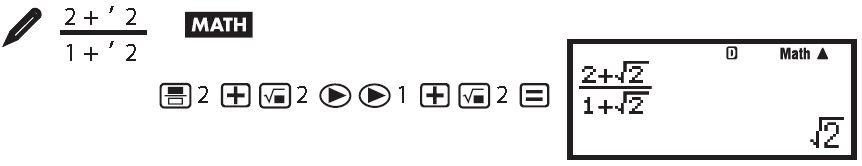 2 + ′ 2
1 + ′ 2
MATH
2 + √■ 2 ▶ ▶ 1 + √■ 2 =
D Math ▲
2+√2
1+√2
√2